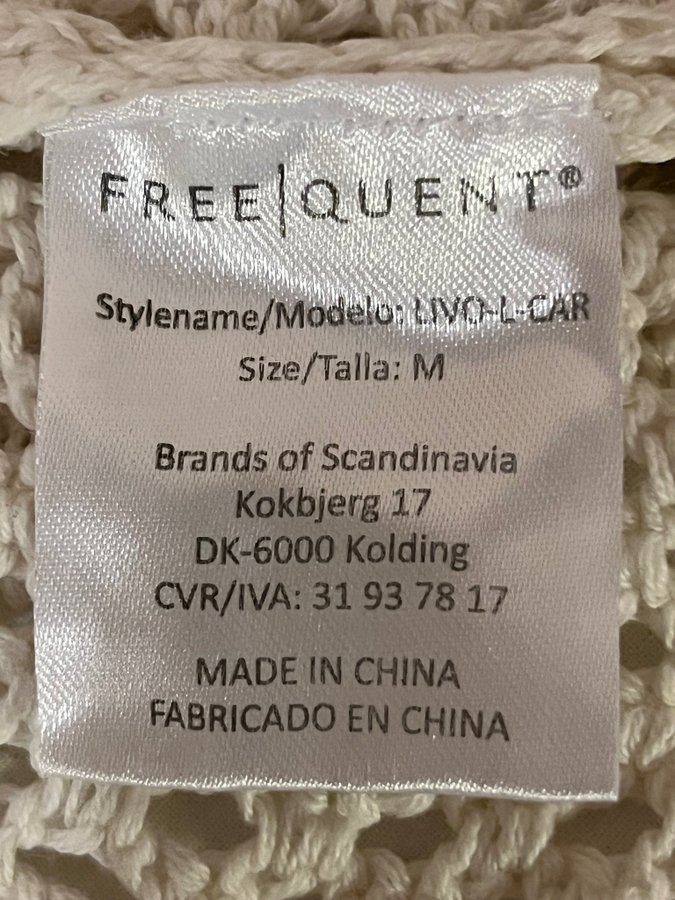 FREE|QUENT®
Stylename/Modelo: LIVO-L-CAR
Size/Talla: M
Brands of Scandinavia
Kokbjerg 17
DK-6000 Kolding
CVR/IVA: 31 93 78 17
MADE IN CHINA
FABRICADO EN CHINA